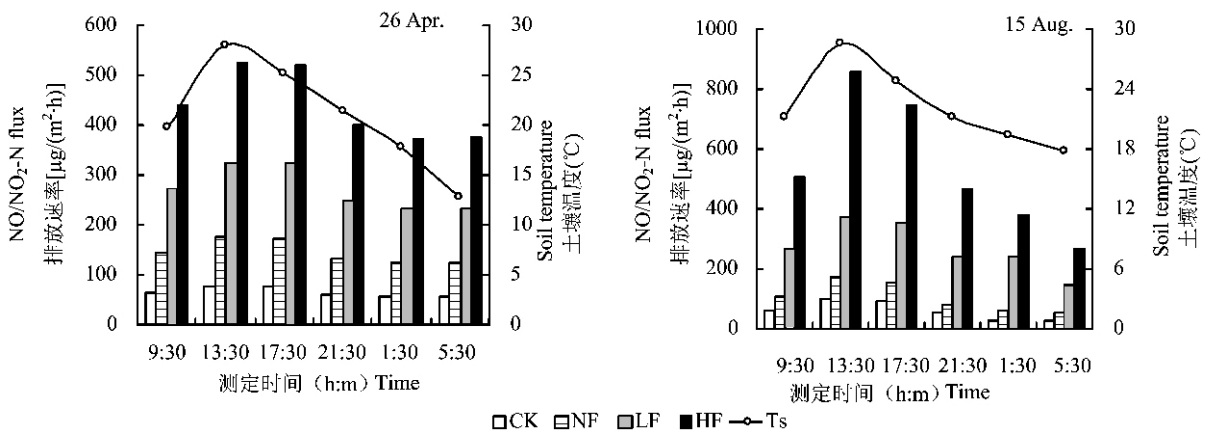 26 Apr.
NO/NO₂-N flux
排放速率[μg/(m²·h)]
600
500
400
300
200
100
0
30
25
20
15
10
5
0
Soil temperature
土壤温度(℃)
9:30 13:30 17:30 21:30 1:30 5:30
测定时间（h:m）Time
15 Aug.
NO/NO₂-N flux
排放速率[μg/(m²·h)]
1000
800
600
400
200
0
30
24
18
12
6
0
Soil temperature
土壤温度(℃)
9:30 13:30 17:30 21:30 1:30 5:30
测定时间（h:m）Time
CK NF LF HF Ts